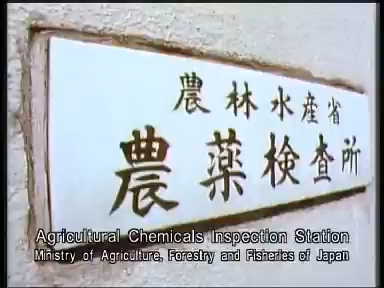 農林水産省
農薬検査所
Agricultural Chemicals Inspection Station
Ministry of Agriculture, Forestry and Fisheries of Japan